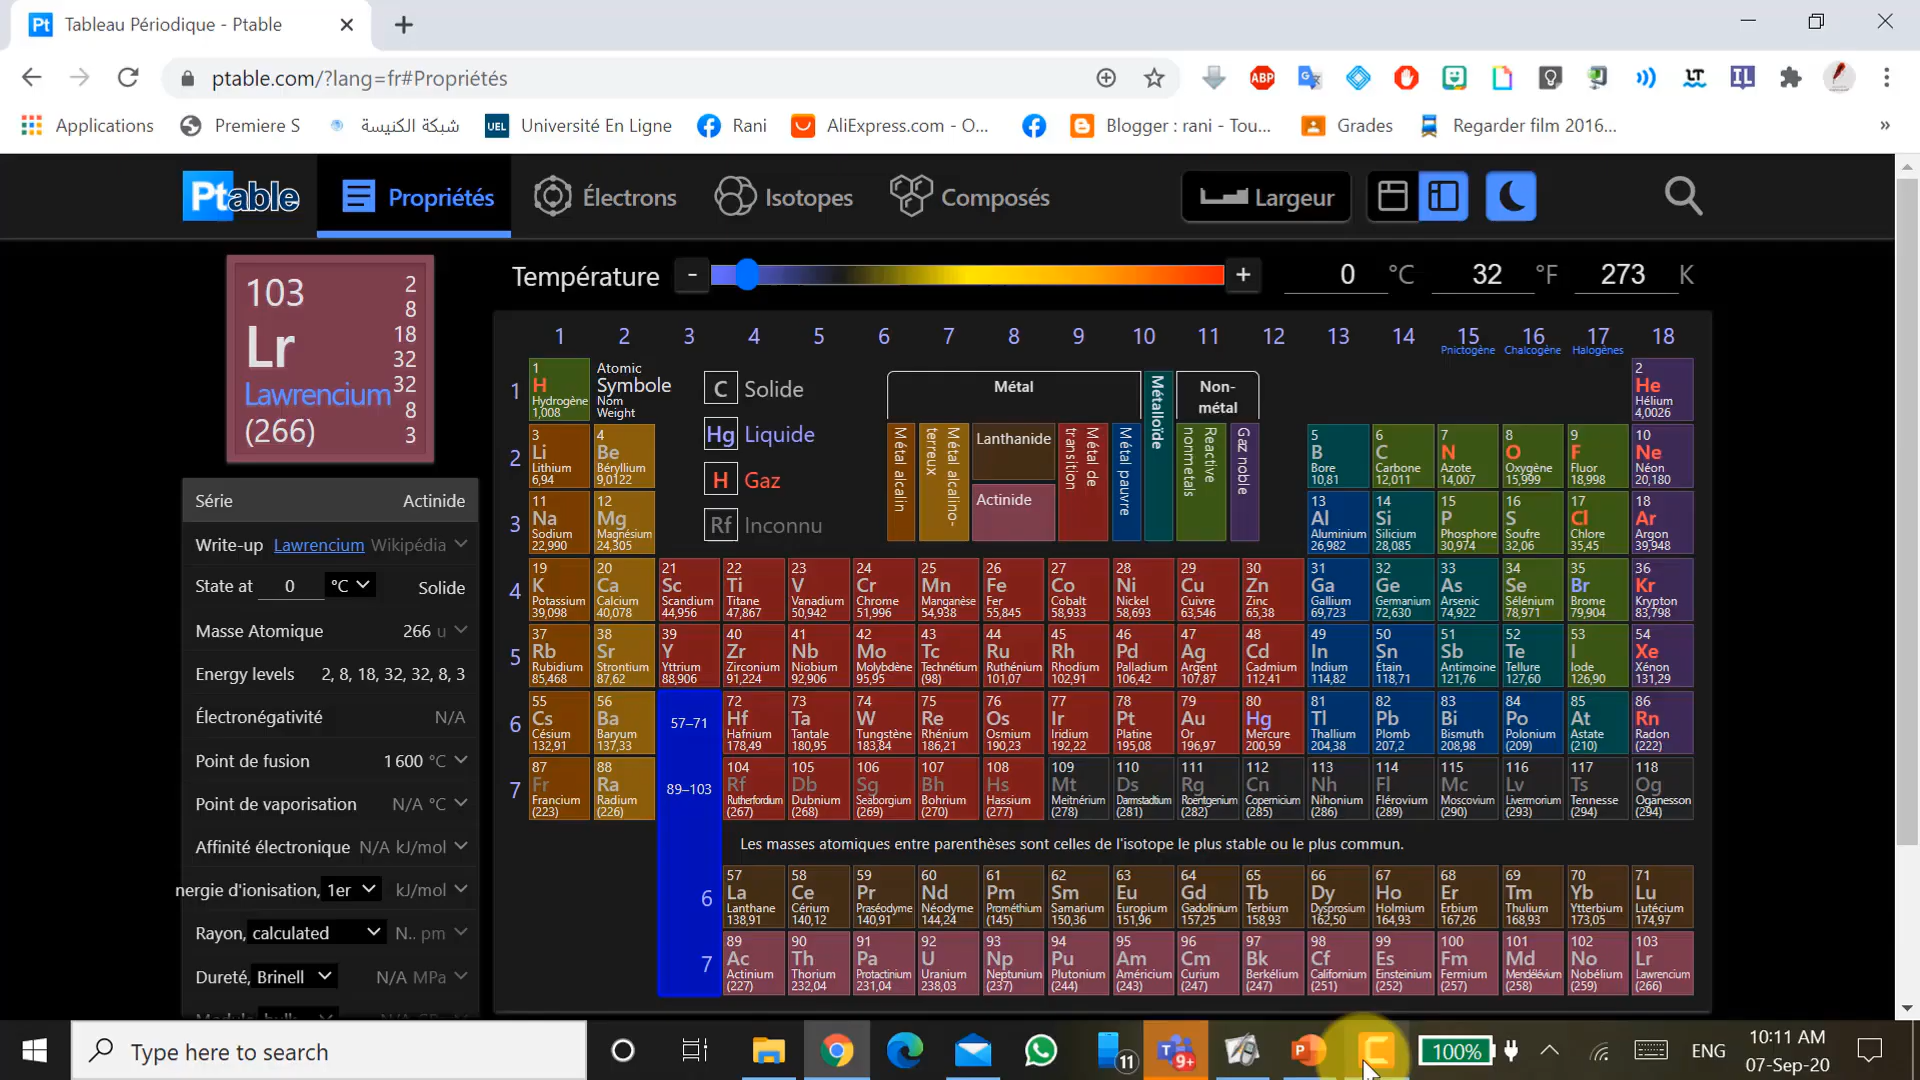 Tableau Périodique - Ptable
ptable.com/?lang=fr#Propriétés
Applications Premiere S شبكة الكنيسة UEL Université En Ligne Rani AliExpress.com - O... Blogger : rani - Tou... Grades Regarder film 2016... »
Ptable Propriétés Électrons Isotopes Composés Largeur
Température - + 0 °C 32 °F 273 K
103
Lr
Lawrencium
(266)
2
8
18
32
32
8
3
Série Actinide
Write-up Lawrencium Wikipédia
State at 0 °C Solide
Masse Atomique 266 u
Energy levels 2, 8, 18, 32, 32, 8, 3
Électronégativité N/A
Point de fusion 1 600 °C
Point de vaporisation N/A °C
Affinité électronique N/A kJ/mol
nergie d'ionisation, 1er kJ/mol
Rayon, calculated N.. pm
Dureté, Brinell N/A MPa
1 2 3 4 5 6 7 8 9 10 11 12 13 14 15 16 17 18
Pnictogène Chalcogène Halogènes
Atomic
Symbole
Nom
Weight
C Solide
Hg Liquide
H Gaz
Rf Inconnu
Métal
Métalloïde
Non-métal
Métal alcalin
Métal alcalino-terreux
Lanthanide
Actinide
Métal de transition
Métal pauvre
Reactive nonmetals
Gaz noble
1
1 H Hydrogène 1,008
2 He Hélium 4,0026
2
3 Li Lithium 6,94
4 Be Béryllium 9,0122
5 B Bore 10,81
6 C Carbone 12,011
7 N Azote 14,007
8 O Oxygène 15,999
9 F Fluor 18,998
10 Ne Néon 20,180
3
11 Na Sodium 22,990
12 Mg Magnésium 24,305
13 Al Aluminium 26,982
14 Si Silicium 28,085
15 P Phosphore 30,974
16 S Soufre 32,06
17 Cl Chlore 35,45
18 Ar Argon 39,948
4
19 K Potassium 39,098
20 Ca Calcium 40,078
21 Sc Scandium 44,956
22 Ti Titane 47,867
23 V Vanadium 50,942
24 Cr Chrome 51,996
25 Mn Manganèse 54,938
26 Fe Fer 55,845
27 Co Cobalt 58,933
28 Ni Nickel 58,693
29 Cu Cuivre 63,546
30 Zn Zinc 65,38
31 Ga Gallium 69,723
32 Ge Germanium 72,630
33 As Arsenic 74,922
34 Se Sélénium 78,971
35 Br Brome 79,904
36 Kr Krypton 83,798
5
37 Rb Rubidium 85,468
38 Sr Strontium 87,62
39 Y Yttrium 88,906
40 Zr Zirconium 91,224
41 Nb Niobium 92,906
42 Mo Molybdène 95,95
43 Tc Technétium (98)
44 Ru Ruthénium 101,07
45 Rh Rhodium 102,91
46 Pd Palladium 106,42
47 Ag Argent 107,87
48 Cd Cadmium 112,41
49 In Indium 114,82
50 Sn Étain 118,71
51 Sb Antimoine 121,76
52 Te Tellure 127,60
53 I Iode 126,90
54 Xe Xénon 131,29
6
55 Cs Césium 132,91
56 Ba Baryum 137,33
57–71
72 Hf Hafnium 178,49
73 Ta Tantale 180,95
74 W Tungstène 183,84
75 Re Rhénium 186,21
76 Os Osmium 190,23
77 Ir Iridium 192,22
78 Pt Platine 195,08
79 Au Or 196,97
80 Hg Mercure 200,59
81 Tl Thallium 204,38
82 Pb Plomb 207,2
83 Bi Bismuth 208,98
84 Po Polonium (209)
85 At Astate (210)
86 Rn Radon (222)
7
87 Fr Francium (223)
88 Ra Radium (226)
89–103
104 Rf Rutherfordium (267)
105 Db Dubnium (268)
106 Sg Seaborgium (269)
107 Bh Bohrium (270)
108 Hs Hassium (277)
109 Mt Meitnérium (278)
110 Ds Darmstadtium (281)
111 Rg Roentgenium (282)
112 Cn Copernicium (285)
113 Nh Nihonium (286)
114 Fl Flérovium (289)
115 Mc Moscovium (290)
116 Lv Livermorium (293)
117 Ts Tennesse (294)
118 Og Oganesson (294)
Les masses atomiques entre parenthèses sont celles de l'isotope le plus stable ou le plus commun.
6
57 La Lanthane 138,91
58 Ce Cérium 140,12
59 Pr Praséodyme 140,91
60 Nd Néodyme 144,24
61 Pm Prométhium (145)
62 Sm Samarium 150,36
63 Eu Europium 151,96
64 Gd Gadolinium 157,25
65 Tb Terbium 158,93
66 Dy Dysprosium 162,50
67 Ho Holmium 164,93
68 Er Erbium 167,26
69 Tm Thulium 168,93
70 Yb Ytterbium 173,05
71 Lu Lutécium 174,97
7
89 Ac Actinium (227)
90 Th Thorium 232,04
91 Pa Protactinium 231,04
92 U Uranium 238,03
93 Np Neptunium (237)
94 Pu Plutonium (244)
95 Am Américium (243)
96 Cm Curium (247)
97 Bk Berkélium (247)
98 Cf Californium (251)
99 Es Einsteinium (252)
100 Fm Fermium (257)
101 Md Mendélévium (258)
102 No Nobélium (259)
103 Lr Lawrencium (266)
Type here to search
11 9+ 100% ENG
10:11 AM
07-Sep-20